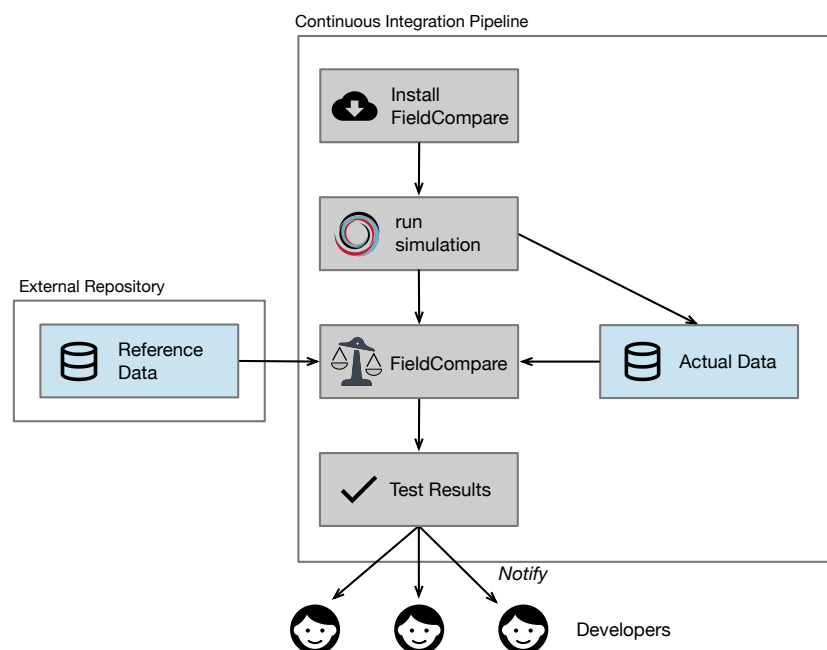 Continuous Integration Pipeline
Install
FieldCompare
run
simulation
External Repository
Reference
Data
FieldCompare
Actual Data
Test Results
Notify
Developers